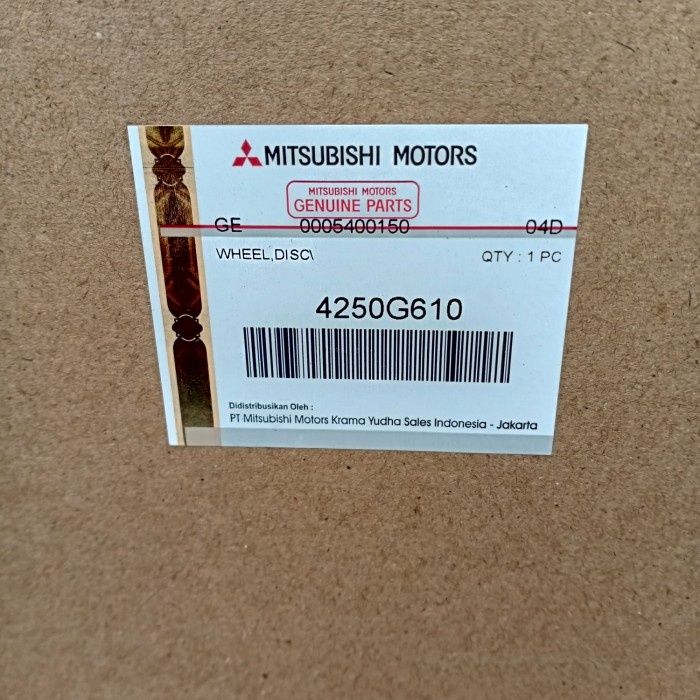 MITSUBISHI MOTORS
MITSUBISHI MOTORS
GENUINE PARTS
GE 0005400150 04D
WHEEL,DISC\ QTY : 1 PC
4250G610
Didistribusikan Oleh :
PT Mitsubishi Motors Krama Yudha Sales Indonesia - Jakarta